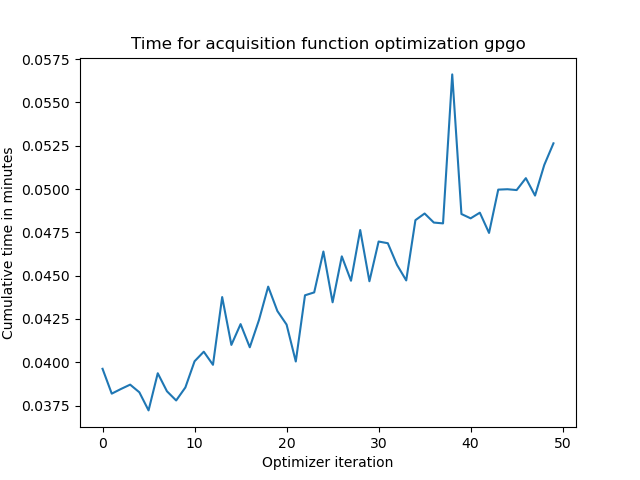 Time for acquisition function optimization gpgo
0.0575
0.0550
0.0525
0.0500
0.0475
0.0450
0.0425
0.0400
0.0375
Cumulative time in minutes
0 10 20 30 40 50
Optimizer iteration